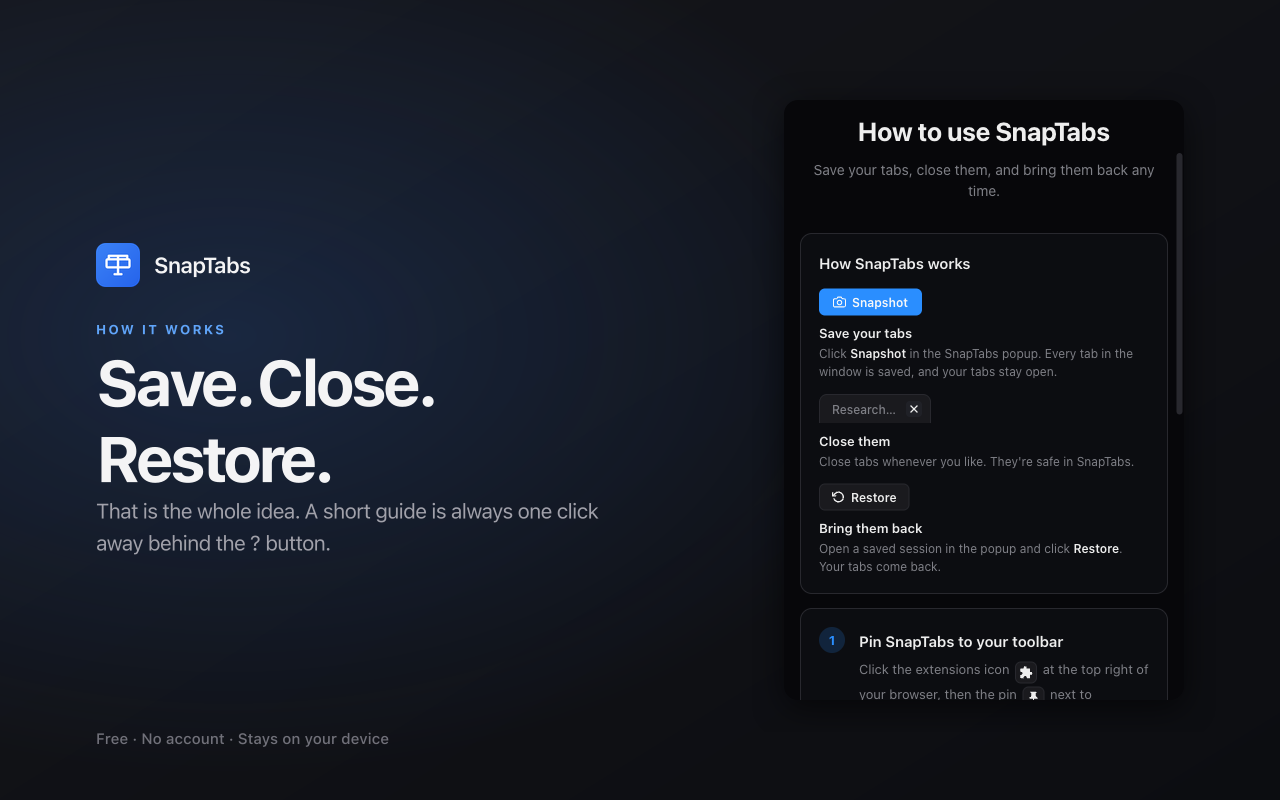 SnapTabs
HOW IT WORKS
Save. Close.
Restore.
That is the whole idea. A short guide is always one click
away behind the ? button.
Free · No account · Stays on your device
How to use SnapTabs
Save your tabs, close them, and bring them back any
time.
How SnapTabs works
Snapshot
Save your tabs
Click Snapshot in the SnapTabs popup. Every tab in the
window is saved, and your tabs stay open.
Research...
Close them
Close tabs whenever you like. They're safe in SnapTabs.
Restore
Bring them back
Open a saved session in the popup and click Restore.
Your tabs come back.
1 Pin SnapTabs to your toolbar
Click the extensions icon at the top right of
your browser, then the pin next to